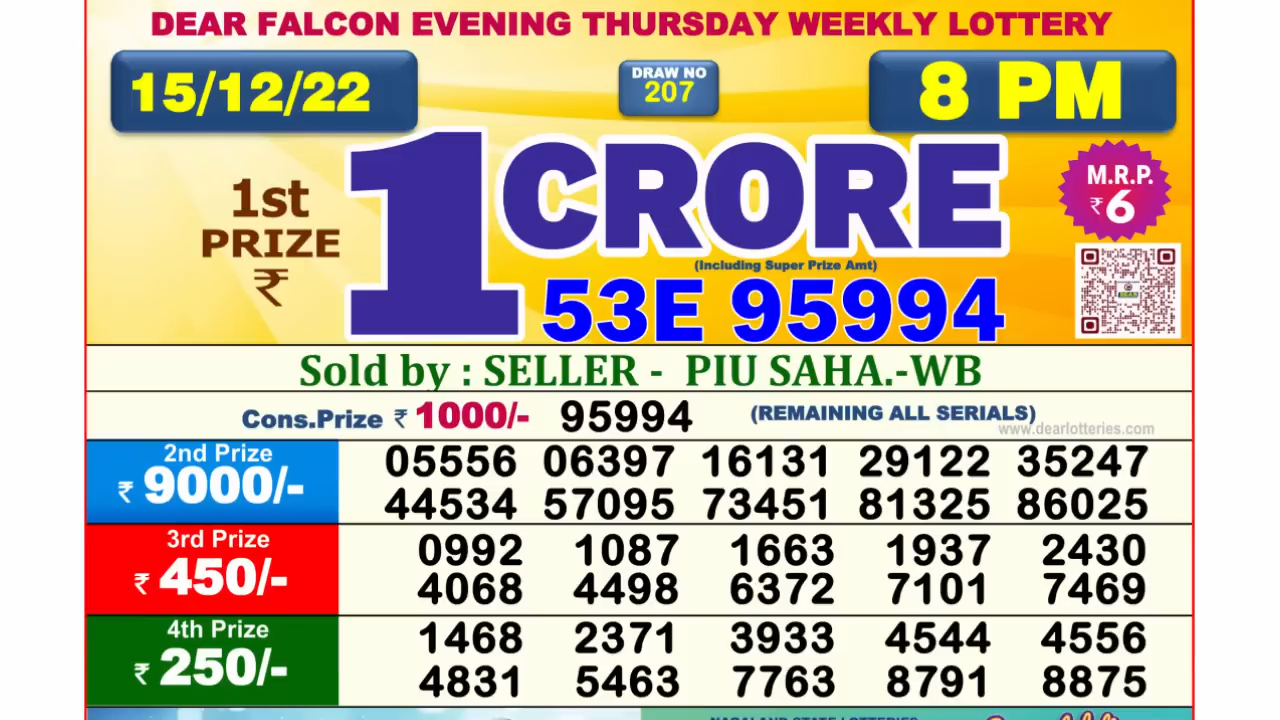 DEAR FALCON EVENING THURSDAY WEEKLY LOTTERY
15/12/22
DRAW NO
207
8 PM
1st
PRIZE
₹
1 CRORE
(Including Super Prize Amt)
53E 95994
M.R.P.
₹6
Sold by : SELLER - PIU SAHA.-WB
Cons.Prize ₹ 1000/- 95994 (REMAINING ALL SERIALS)
www.dearlotteries.com
2nd Prize
₹ 9000/-
05556 06397 16131 29122 35247
44534 57095 73451 81325 86025
3rd Prize
₹ 450/-
0992 1087 1663 1937 2430
4068 4498 6372 7101 7469
4th Prize
₹ 250/-
1468 2371 3933 4544 4556
4831 5463 7763 8791 8875
NAGALAND STATE LOTTERIES